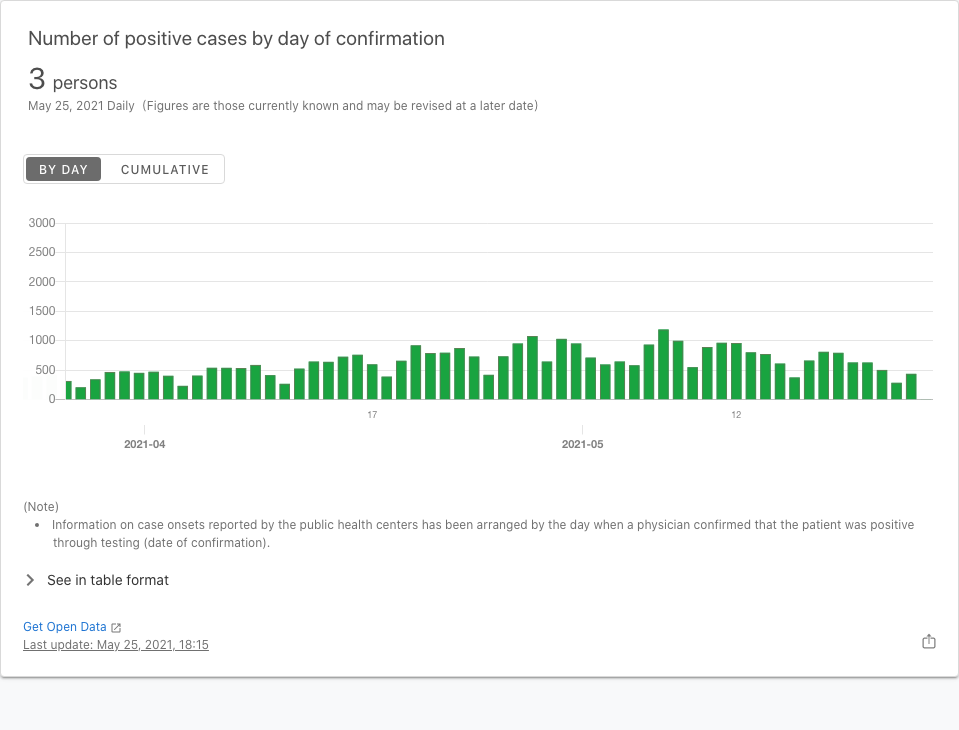 Number of positive cases by day of confirmation
3 persons
May 25, 2021 Daily (Figures are those currently known and may be revised at a later date)
BY DAY CUMULATIVE
3000
2500
2000
1500
1000
500
0
17 12
2021-04 2021-05
(Note)
• Information on case onsets reported by the public health centers has been arranged by the day when a physician confirmed that the patient was positive
through testing (date of confirmation).
See in table format
Get Open Data
Last update: May 25, 2021, 18:15